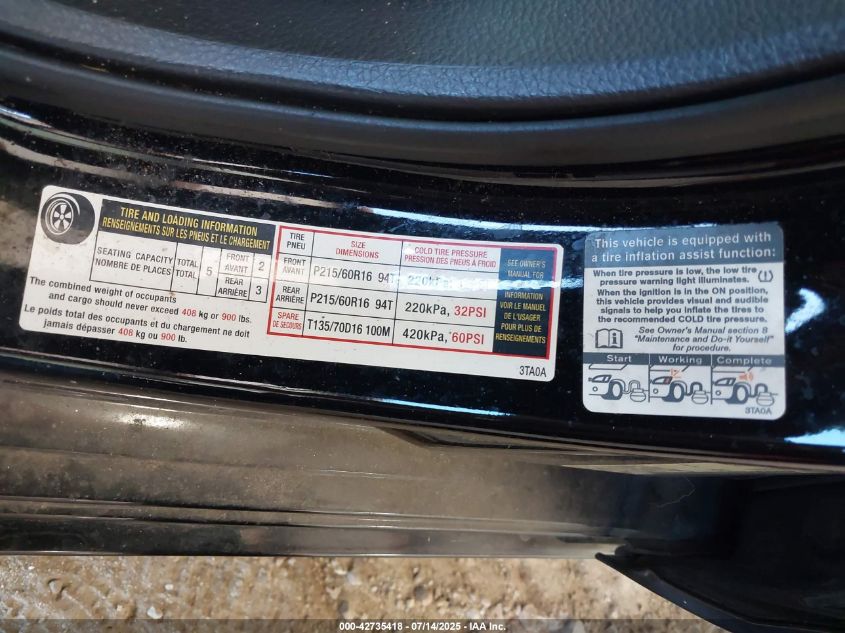 TIRE AND LOADING INFORMATION
RENSEIGNEMENTS SUR LES PNEUS ET LE CHARGEMENT
SEATING CAPACITY TOTAL 5 FRONT 2
NOMBRE DE PLACES TOTAL AVANT
REAR 3
ARRIÈRE
The combined weight of occupants
and cargo should never exceed 408 kg or 900 lbs.
Le poids total des occupants et du chargement ne doit
jamais dépasser 408 kg ou 900 lb.
TIRE
PNEU
SIZE
DIMENSIONS
COLD TIRE PRESSURE
PRESSION DES PNEUS À FROID
FRONT
AVANT
P215/60R16 94T
REAR
ARRIÈRE
P215/60R16 94T
220kPa, 32PSI
SPARE
DE SECOURS
T135/70D16 100M
420kPa, 60PSI
SEE OWNER'S
MANUAL FOR
INFORMATION
VOIR LE MANUEL
DE L'USAGER
POUR PLUS DE
RENSEIGNEMENTS
3TA0A
This vehicle is equipped with
a tire inflation assist function:
When tire pressure is low, the low tire
pressure warning light illuminates.
When the ignition is in the ON position,
this vehicle provides visual and audible
signals to help you inflate the tires to
the recommended COLD tire pressure.
See Owner's Manual section 8
"Maintenance and Do-it Yourself"
for procedure.
Start Working Complete
3TA0A
000-42735418 - 07/14/2025 - © IAA Inc.